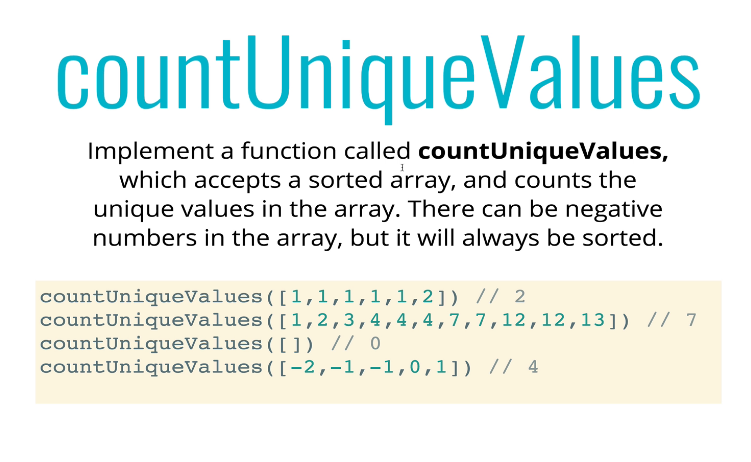 countUniqueValues
Implement a function called countUniqueValues,
which accepts a sorted array, and counts the
unique values in the array. There can be negative
numbers in the array, but it will always be sorted.
countUniqueValues([1,1,1,1,1,2]) // 2
countUniqueValues([1,2,3,4,4,4,7,7,12,12,13]) // 7
countUniqueValues([]) // 0
countUniqueValues([-2,-1,-1,0,1]) // 4